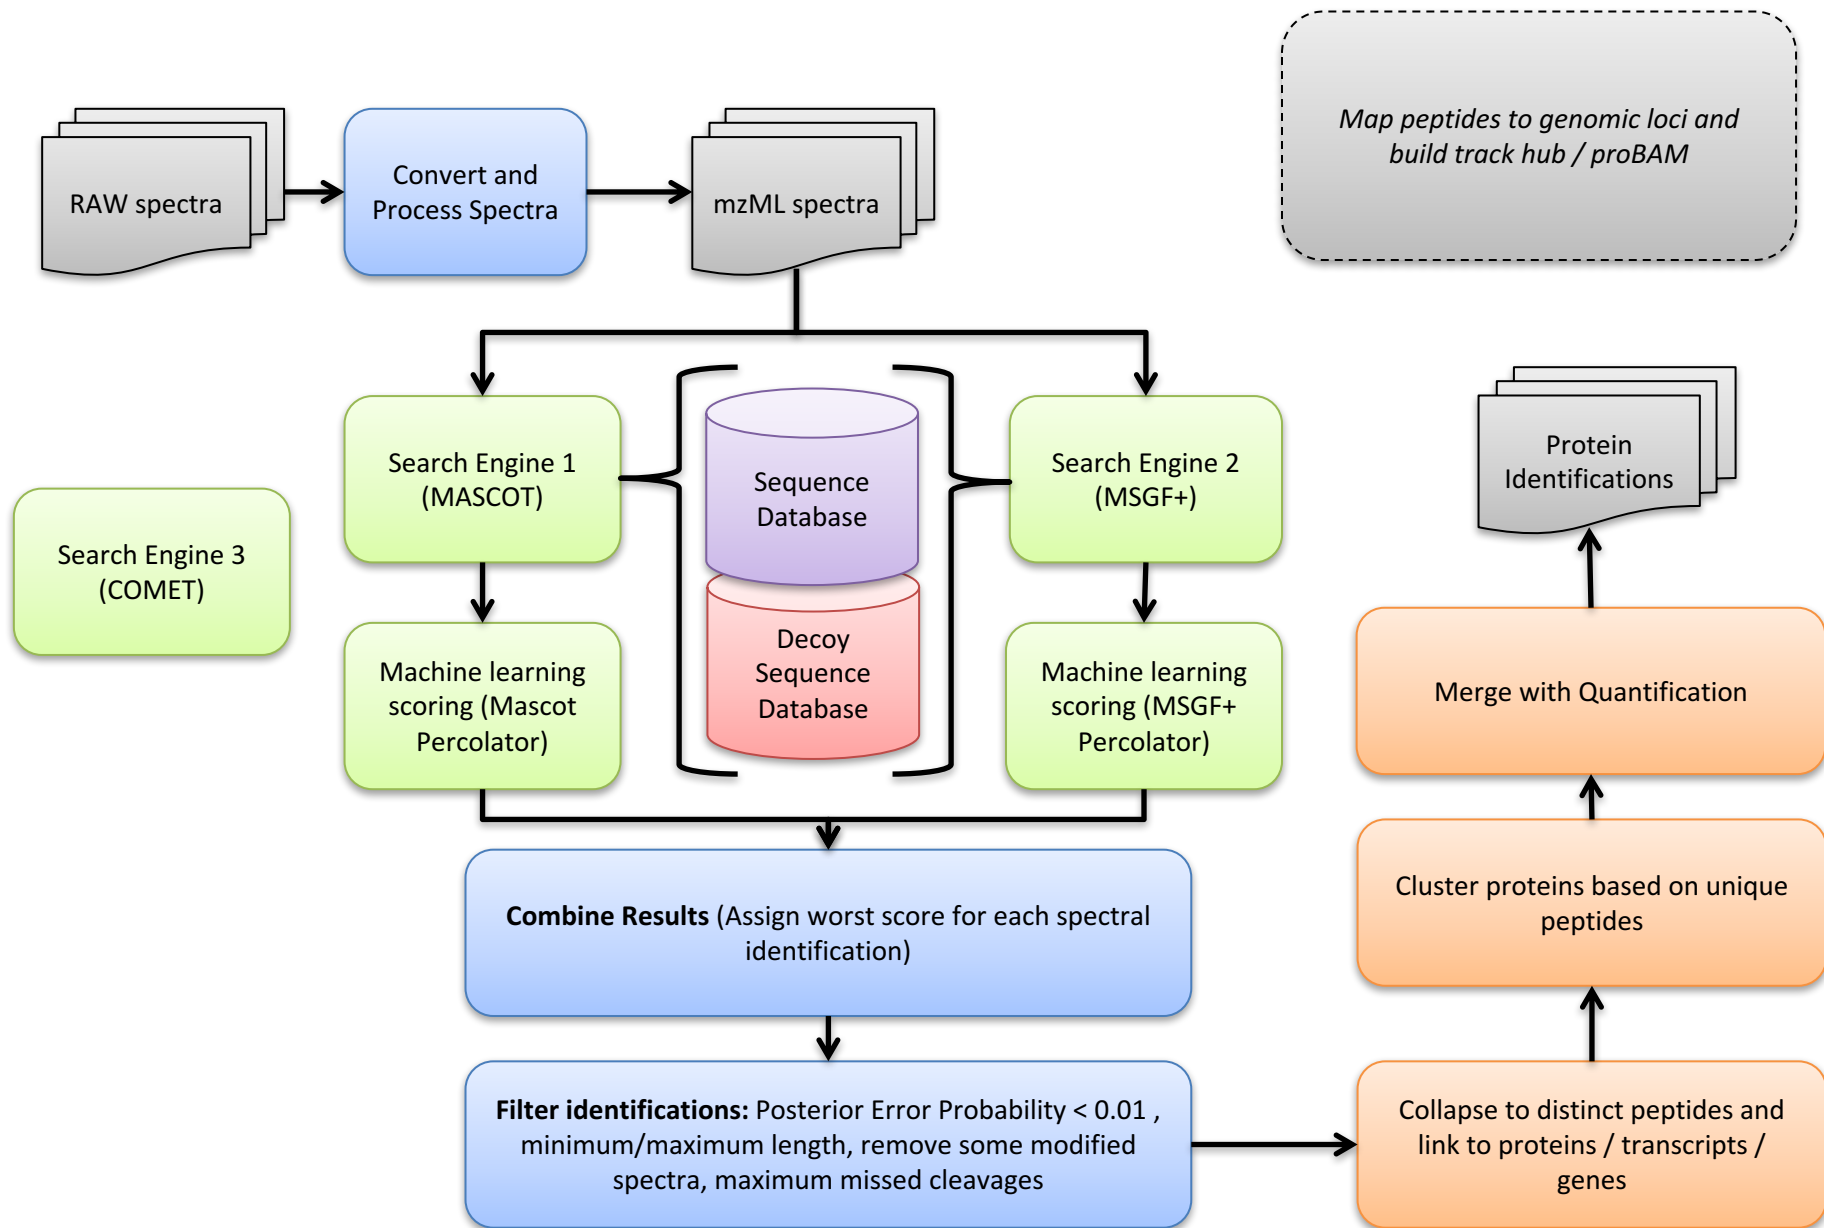 RAW spectra
Convert and
Process Spectra
mzML spectra
Map peptides to genomic loci and
build track hub / proBAM
Search Engine 1
(MASCOT)
Sequence
Database
Search Engine 2
(MSGF+)
Protein
Identifications
Search Engine 3
(COMET)
Machine learning
scoring (Mascot
Percolator)
Decoy
Sequence
Database
Machine learning
scoring (MSGF+
Percolator)
Merge with Quantification
Combine Results (Assign worst score for each spectral
identification)
Cluster proteins based on unique
peptides
Filter identifications: Posterior Error Probability < 0.01 ,
minimum/maximum length, remove some modified
spectra, maximum missed cleavages
Collapse to distinct peptides and
link to proteins / transcripts /
genes